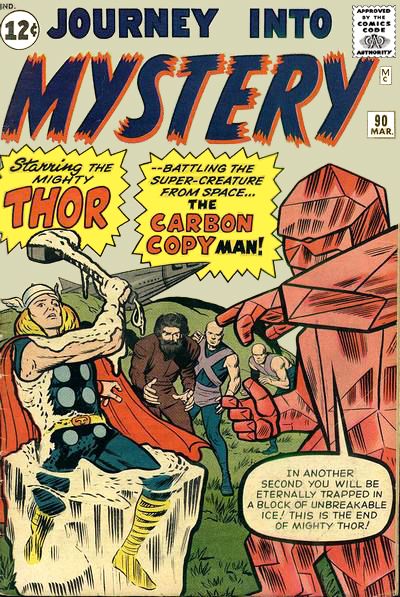 IND.
12¢
JOURNEY INTO
MYSTERY
APPROVED
BY THE
COMICS
CODE
CA
AUTHORITY
M
C
90
MAR.
Starring THE
MIGHTY
THOR
--BATTLING THE
SUPER-CREATURE
FROM SPACE...
THE
CARBON
COPY MAN!
IN ANOTHER
SECOND YOU WILL BE
ETERNALLY TRAPPED IN
A BLOCK OF UNBREAKABLE
ICE! THIS IS THE END
OF MIGHTY THOR!